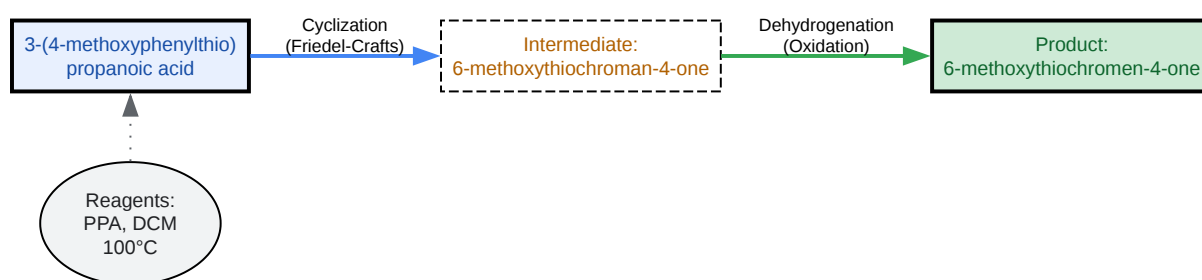 3-(4-methoxyphenylthio)
propanoic acid
Cyclization
(Friedel-Crafts)
Intermediate:
6-methoxythiochroman-4-one
Dehydrogenation
(Oxidation)
Product:
6-methoxythiochromen-4-one
Reagents:
PPA, DCM
100°C